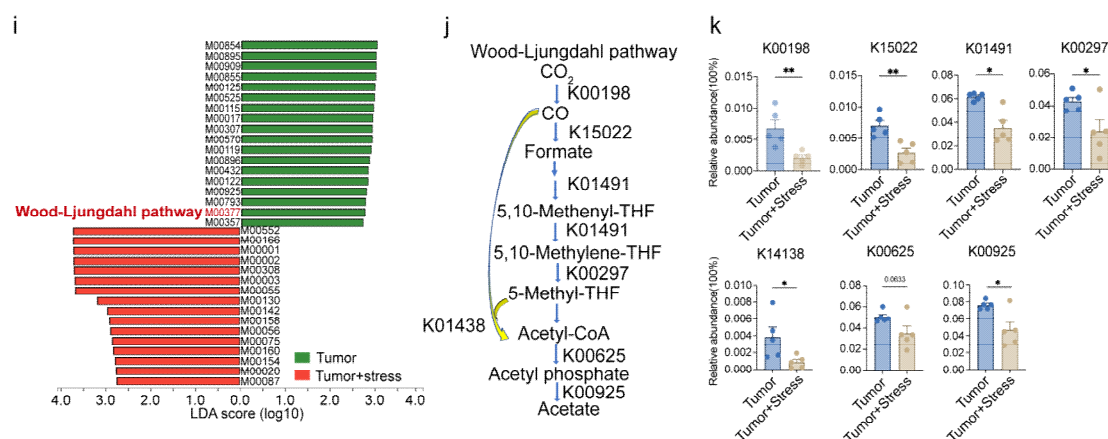 i
M00854
M00895
M00909
M00855
M00125
M00525
M00115
M00017
M00307
M00570
M00119
M00896
M00432
M00122
M00925
M00793
Wood-Ljungdahl pathway M00377
M00357
M00552
M00166
M00001
M00002
M00308
M00003
M00055
M00130
M00142
M00158
M00056
M00075
M00160
M00154
M00020
M00087
Tumor
Tumor+stress
4.0 3.0 2.0 1.0 0.0 1.0 2.0 3.0 4.0
LDA score (log10)
j
Wood-Ljungdahl pathway
CO2
K00198
CO
K15022
Formate
K01491
5,10-Methenyl-THF
K01491
5,10-Methylene-THF
K00297
5-Methyl-THF
K01438
Acetyl-CoA
K00625
Acetyl phosphate
K00925
Acetate
k
K00198
**
Relative abundance(100%)
0.015
0.010
0.005
0.000
Tumor
Tumor+Stress
K15022
**
0.015
0.010
0.005
0.000
Tumor
Tumor+Stress
K01491
*
0.08
0.06
0.04
0.02
0.00
Tumor
Tumor+Stress
K00297
*
0.06
0.04
0.02
0.00
Tumor
Tumor+Stress
K14138
*
Relative abundance(100%)
0.010
0.008
0.006
0.004
0.002
0.000
Tumor
Tumor+Stress
K00625
0.0633
0.08
0.06
0.04
0.02
0.00
Tumor
Tumor+Stress
K00925
*
0.10
0.08
0.06
0.04
0.02
0.00
Tumor
Tumor+Stress